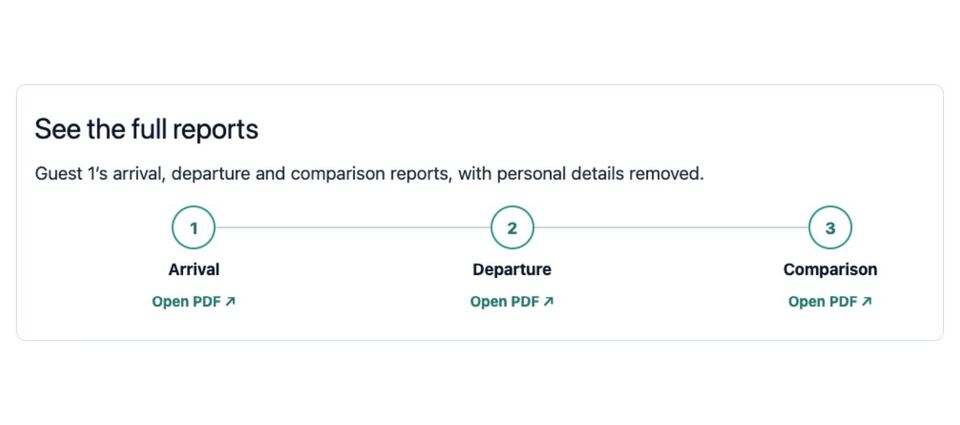 See the full reports
Guest 1’s arrival, departure and comparison reports, with personal details removed.
1
2
3
Arrival
Departure
Comparison
Open PDF ↗
Open PDF ↗
Open PDF ↗